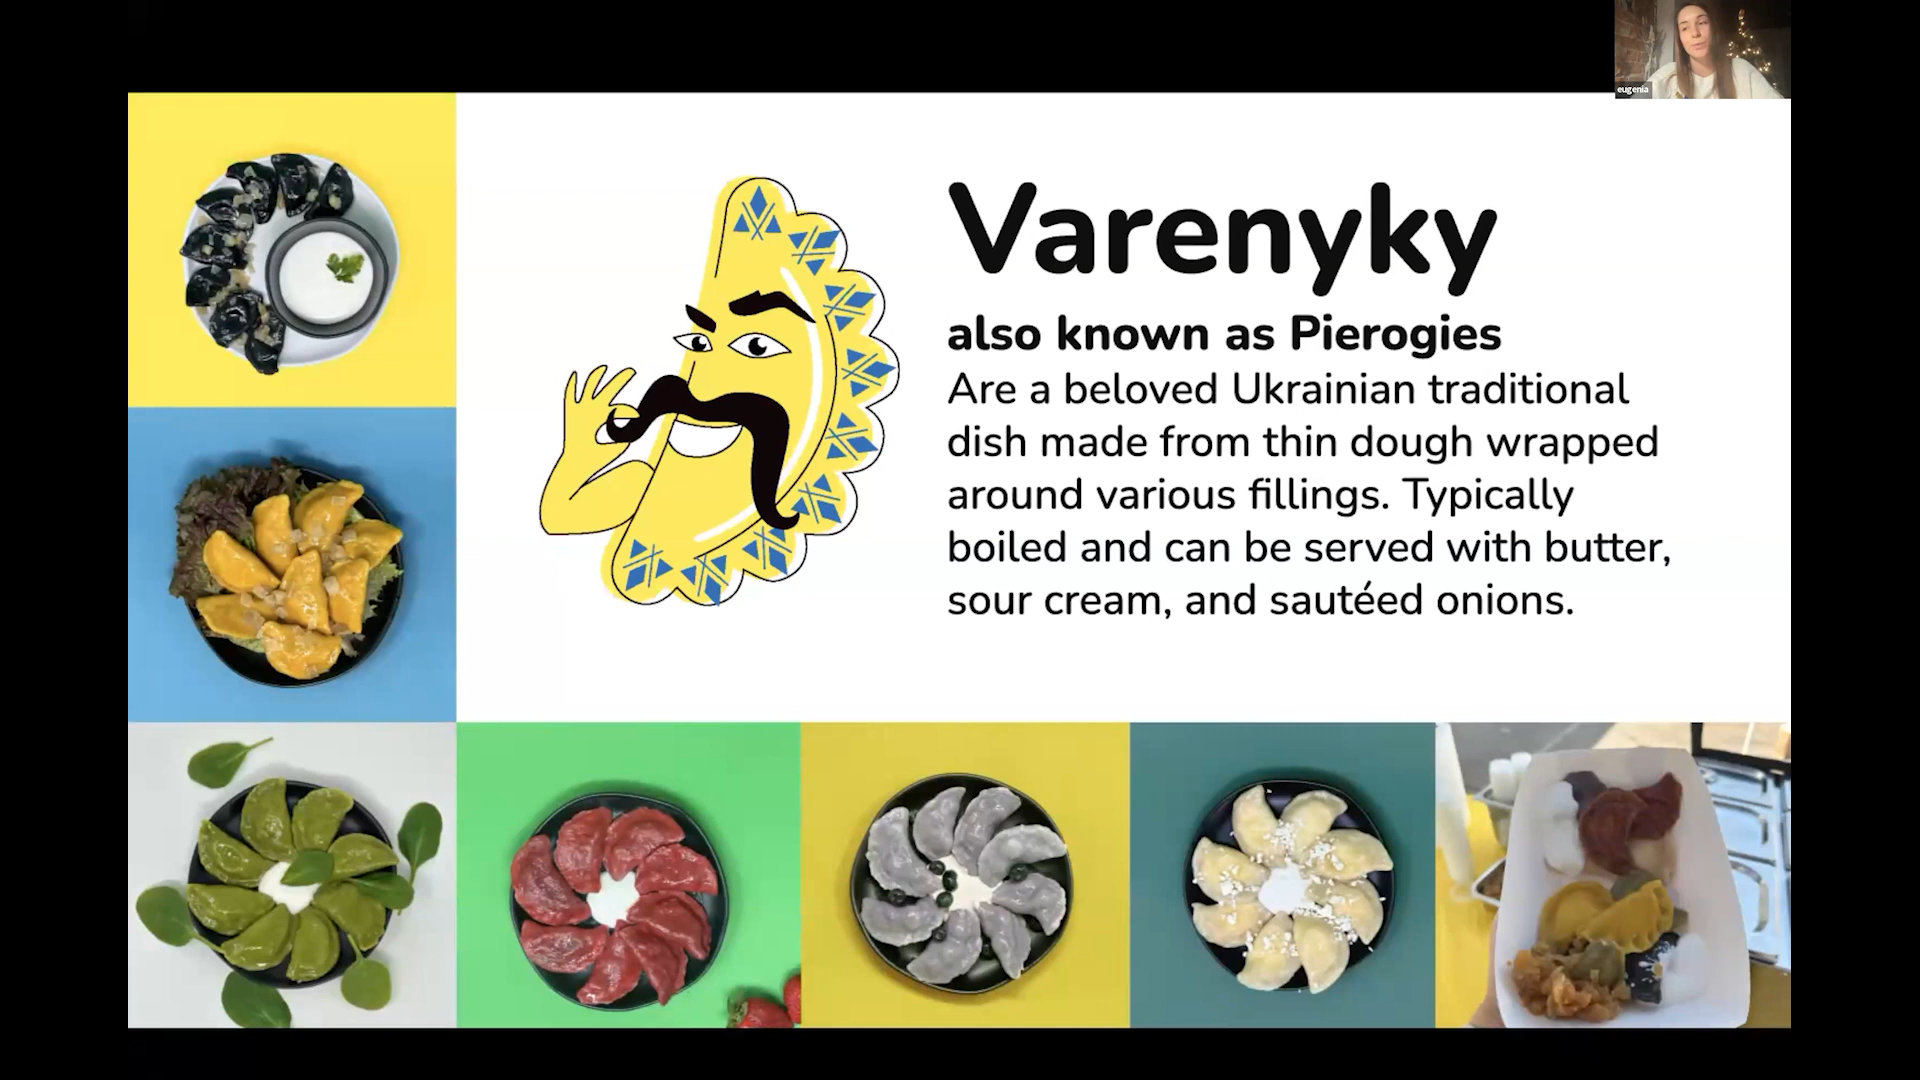 eugenia
Varenyky
also known as Pierogies
Are a beloved Ukrainian traditional
dish made from thin dough wrapped
around various fillings. Typically
boiled and can be served with butter,
sour cream, and sautéed onions.